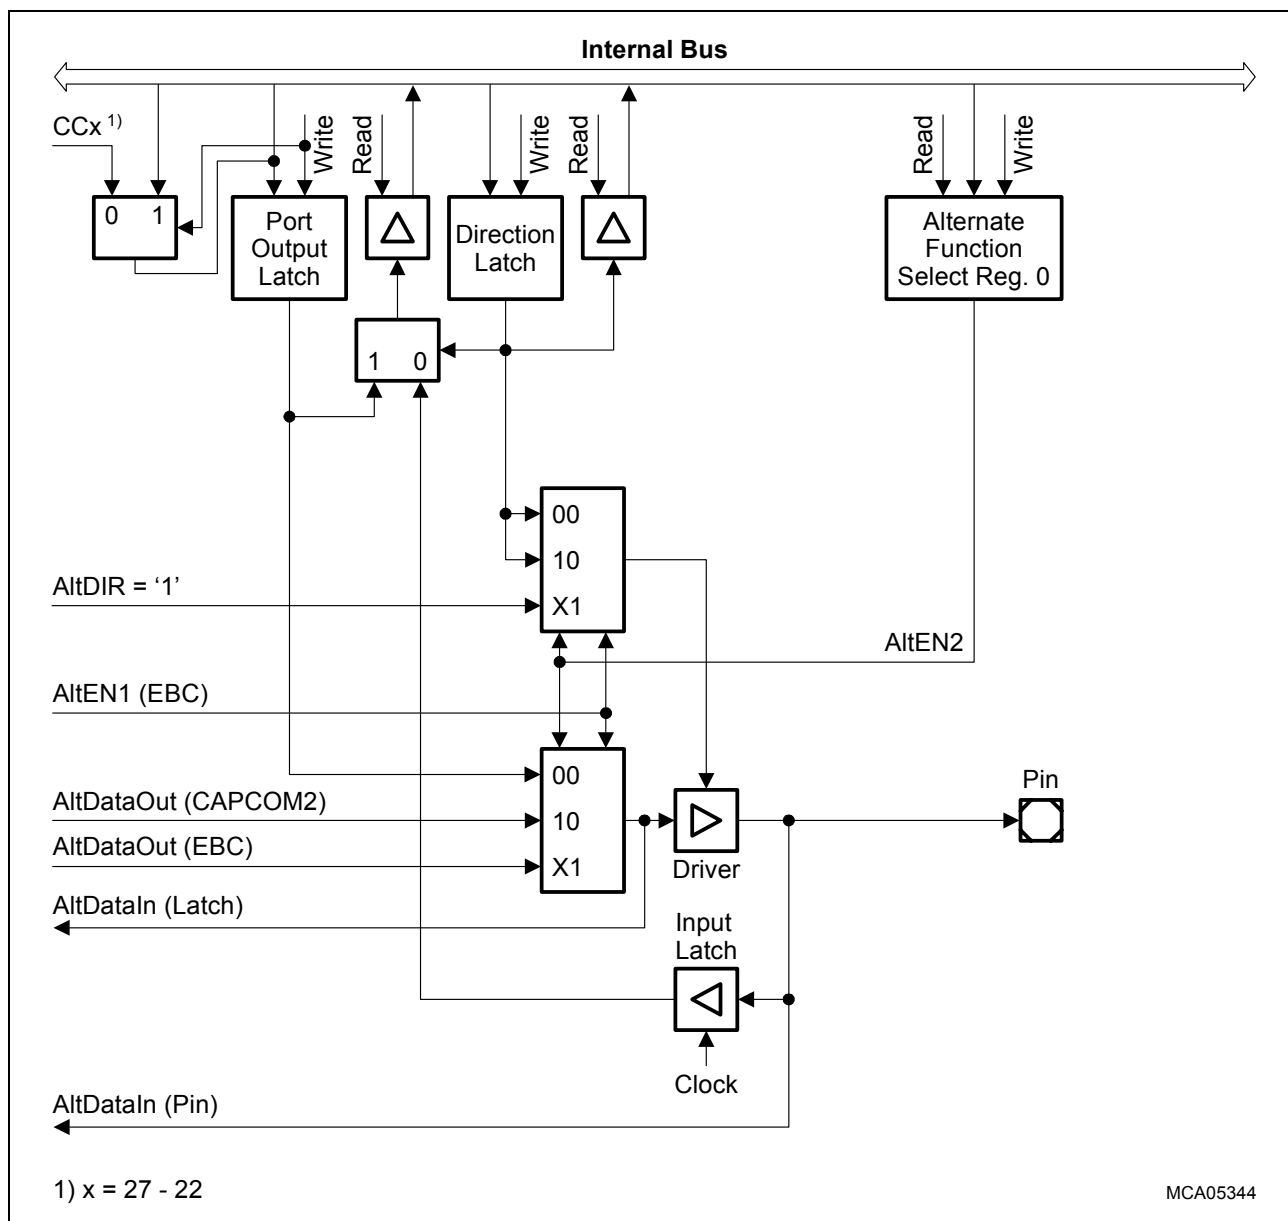 Internal Bus
CCx 1)
Write
Read
Write
Read
Read
Write
0 1
Port
Output
Latch
Direction
Latch
Alternate
Function
Select Reg. 0
1 0
00
10
AltDIR = ‘1’
X1
AltEN2
AltEN1 (EBC)
00
Pin
AltDataOut (CAPCOM2)
10
AltDataOut (EBC)
X1
Driver
AltDataIn (Latch)
Input
Latch
Clock
AltDataIn (Pin)
1) x = 27 - 22
MCA05344